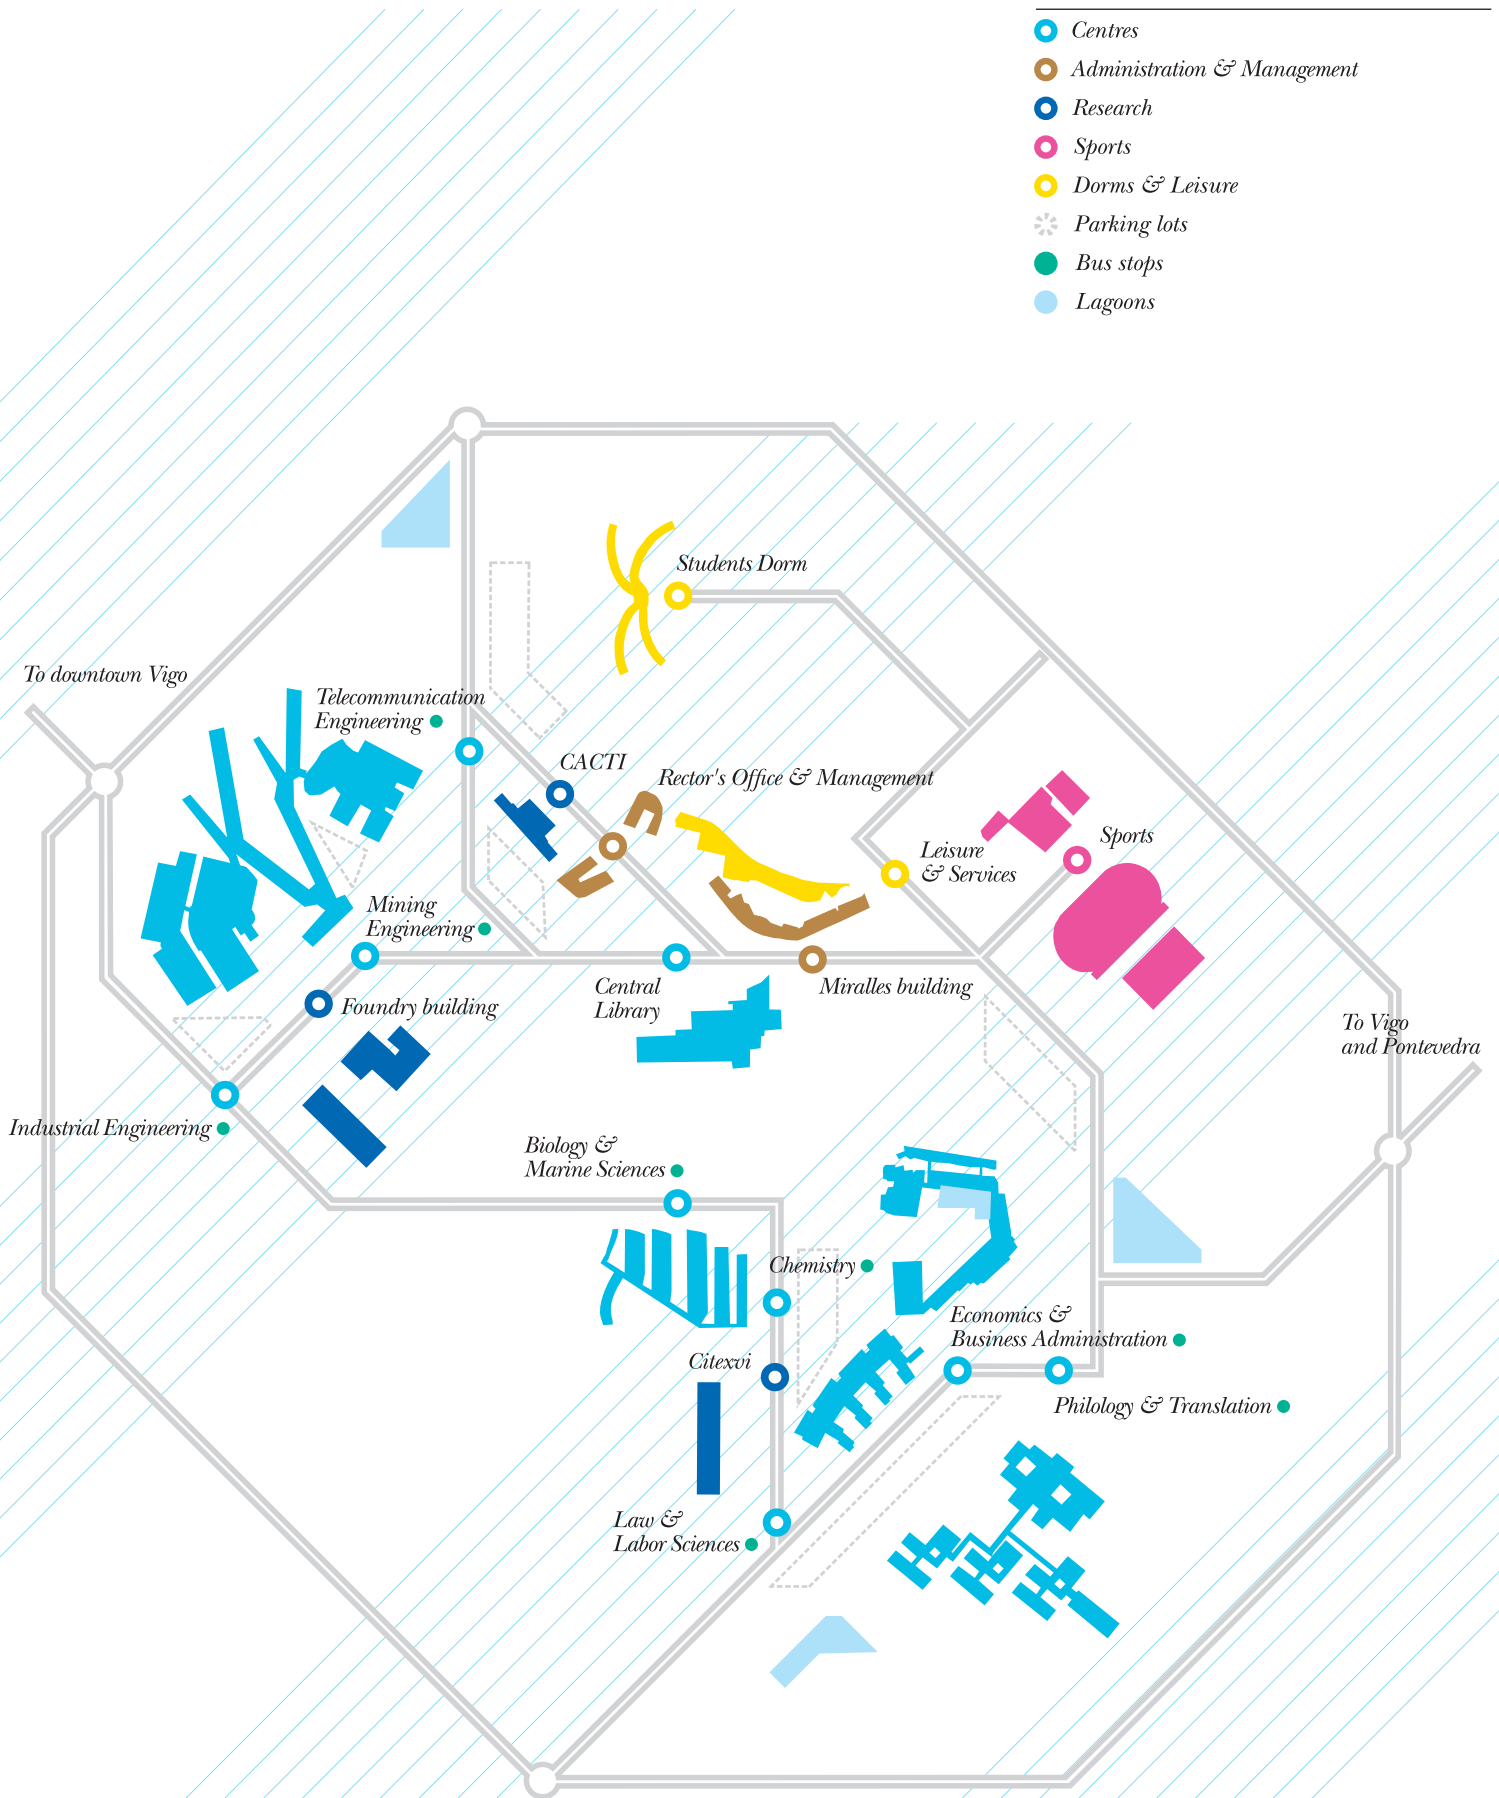 Centres
Administration & Management
Research
Sports
Dorms & Leisure
Parking lots
Bus stops
Lagoons
Students Dorm
To downtown Vigo
Telecommunication
Engineering
CACTI
Rector's Office & Management
Sports
Leisure
& Services
Mining
Engineering
Central
Library
Miralles building
Foundry building
To Vigo
and Pontevedra
Industrial Engineering
Biology &
Marine Sciences
Chemistry
Economics &
Business Administration
Citexvi
Philology & Translation
Law &
Labor Sciences